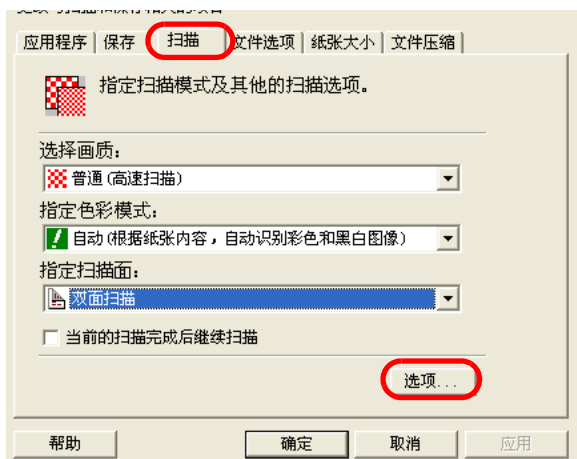 应用程序 保存 扫描 文件选项 纸张大小 文件压缩
指定扫描模式及其他的扫描选项。
选择画质:
普通(高速扫描)
指定色彩模式:
自动(根据纸张内容,自动识别彩色和黑白图像)
指定扫描面:
双面扫描
当前的扫描完成后继续扫描
选项...
帮助 确定 取消 应用